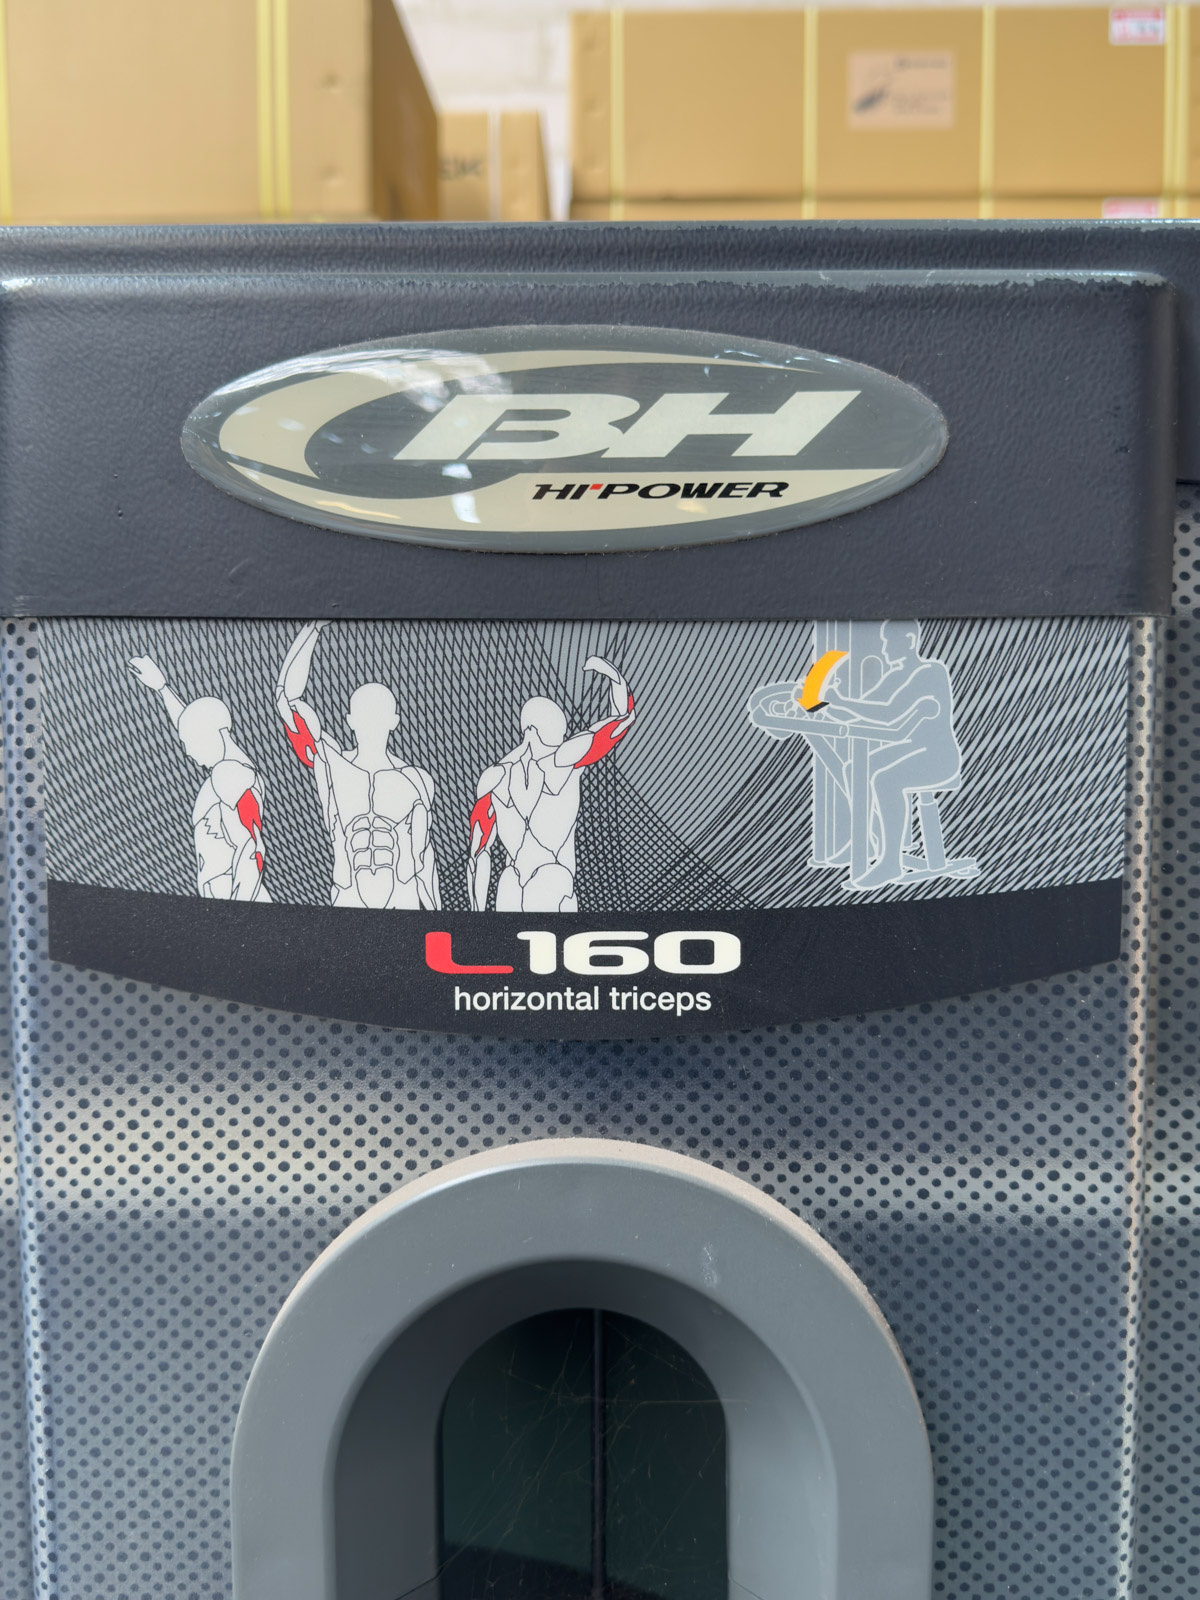 BH
HI·POWER
L160
horizontal triceps